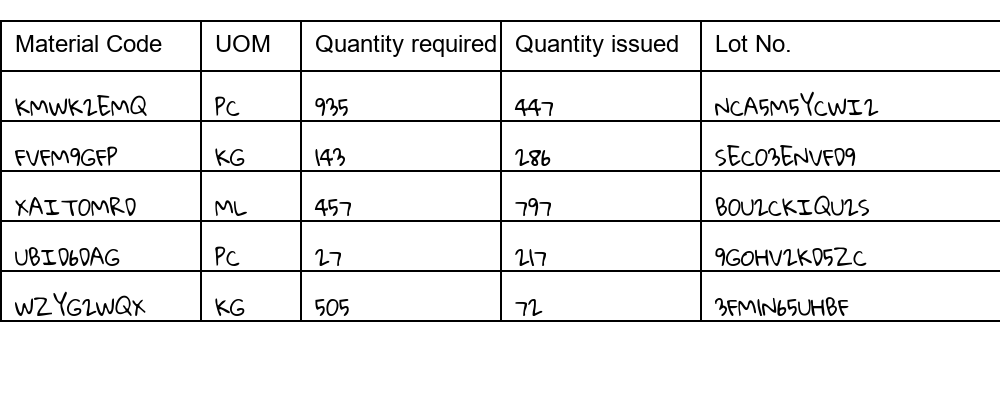 Material Code UOM Quantity required Quantity issued Lot No.
KMWK2EMQ PC 935 447 NCA5M5YCWI2
FVFM9GFP KG 143 286 SECO3ENVFD9
XAITOMRD ML 457 797 BOU2CKIQU2S
UBID6DAG PC 27 217 9GOHV2KD5ZC
WZYG2WQX KG 505 72 3FMIN65UHBF